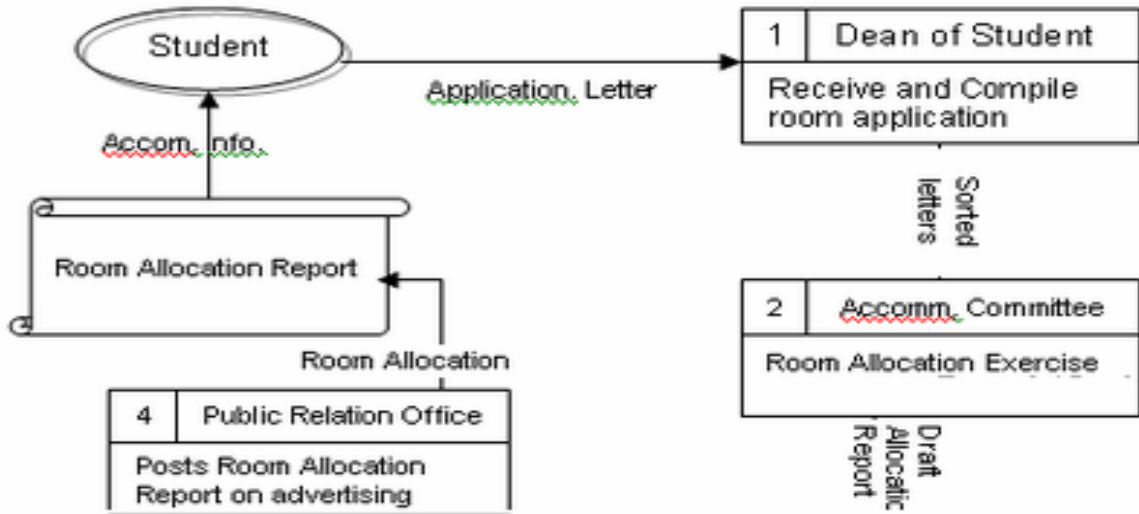 Student
1 Dean of Student
Application. Letter
Receive and Compile
room application
Accom. Info.
Sorted
letters
Room Allocation Report
2 Accomm. Committee
Room Allocation Exercise
Room Allocation
4 Public Relation Office
Posts Room Allocation
Report on advertising
Draft
Allocatio
Report